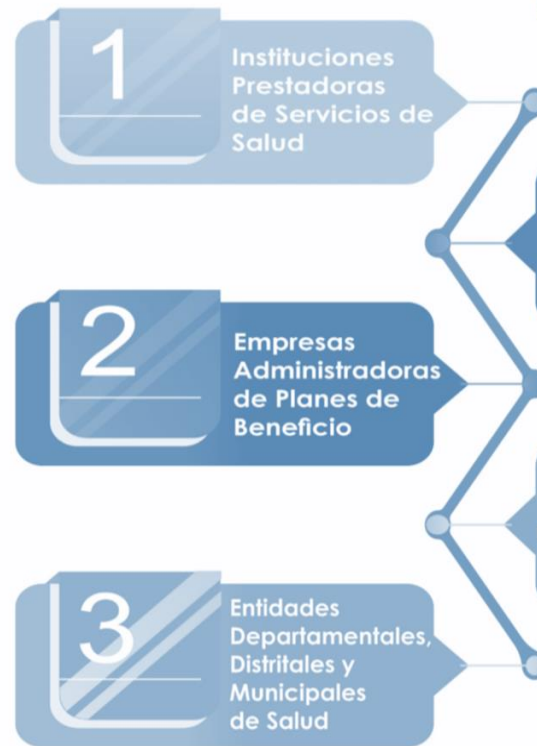 1
Instituciones
Prestadoras
de Servicios de
Salud
2
Empresas
Administradoras
de Planes de
Beneficio
3
Entidades
Departamentales,
Distritales y
Municipales
de Salud